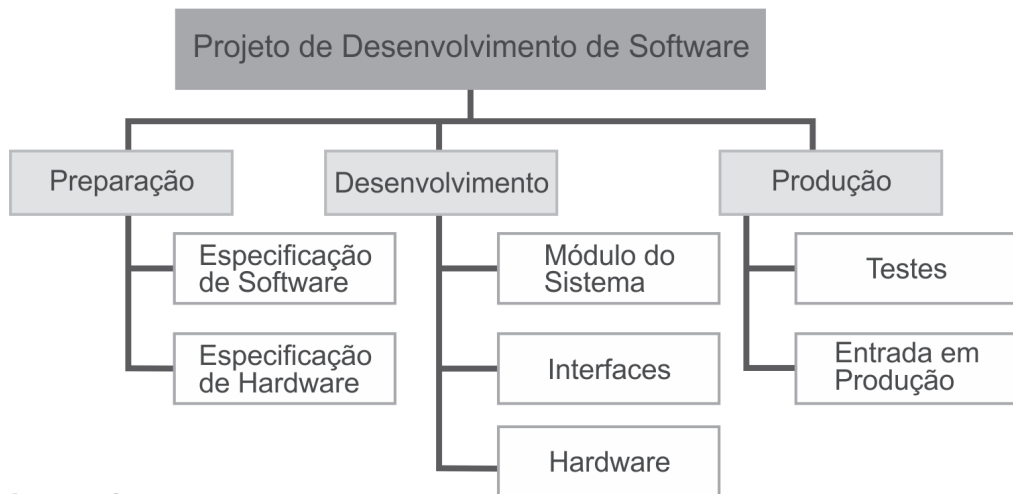 Projeto de Desenvolvimento de Software
Preparação
Desenvolvimento
Produção
Especificação
de Software
Especificação
de Hardware
Módulo do
Sistema
Interfaces
Hardware
Testes
Entrada em
Produção